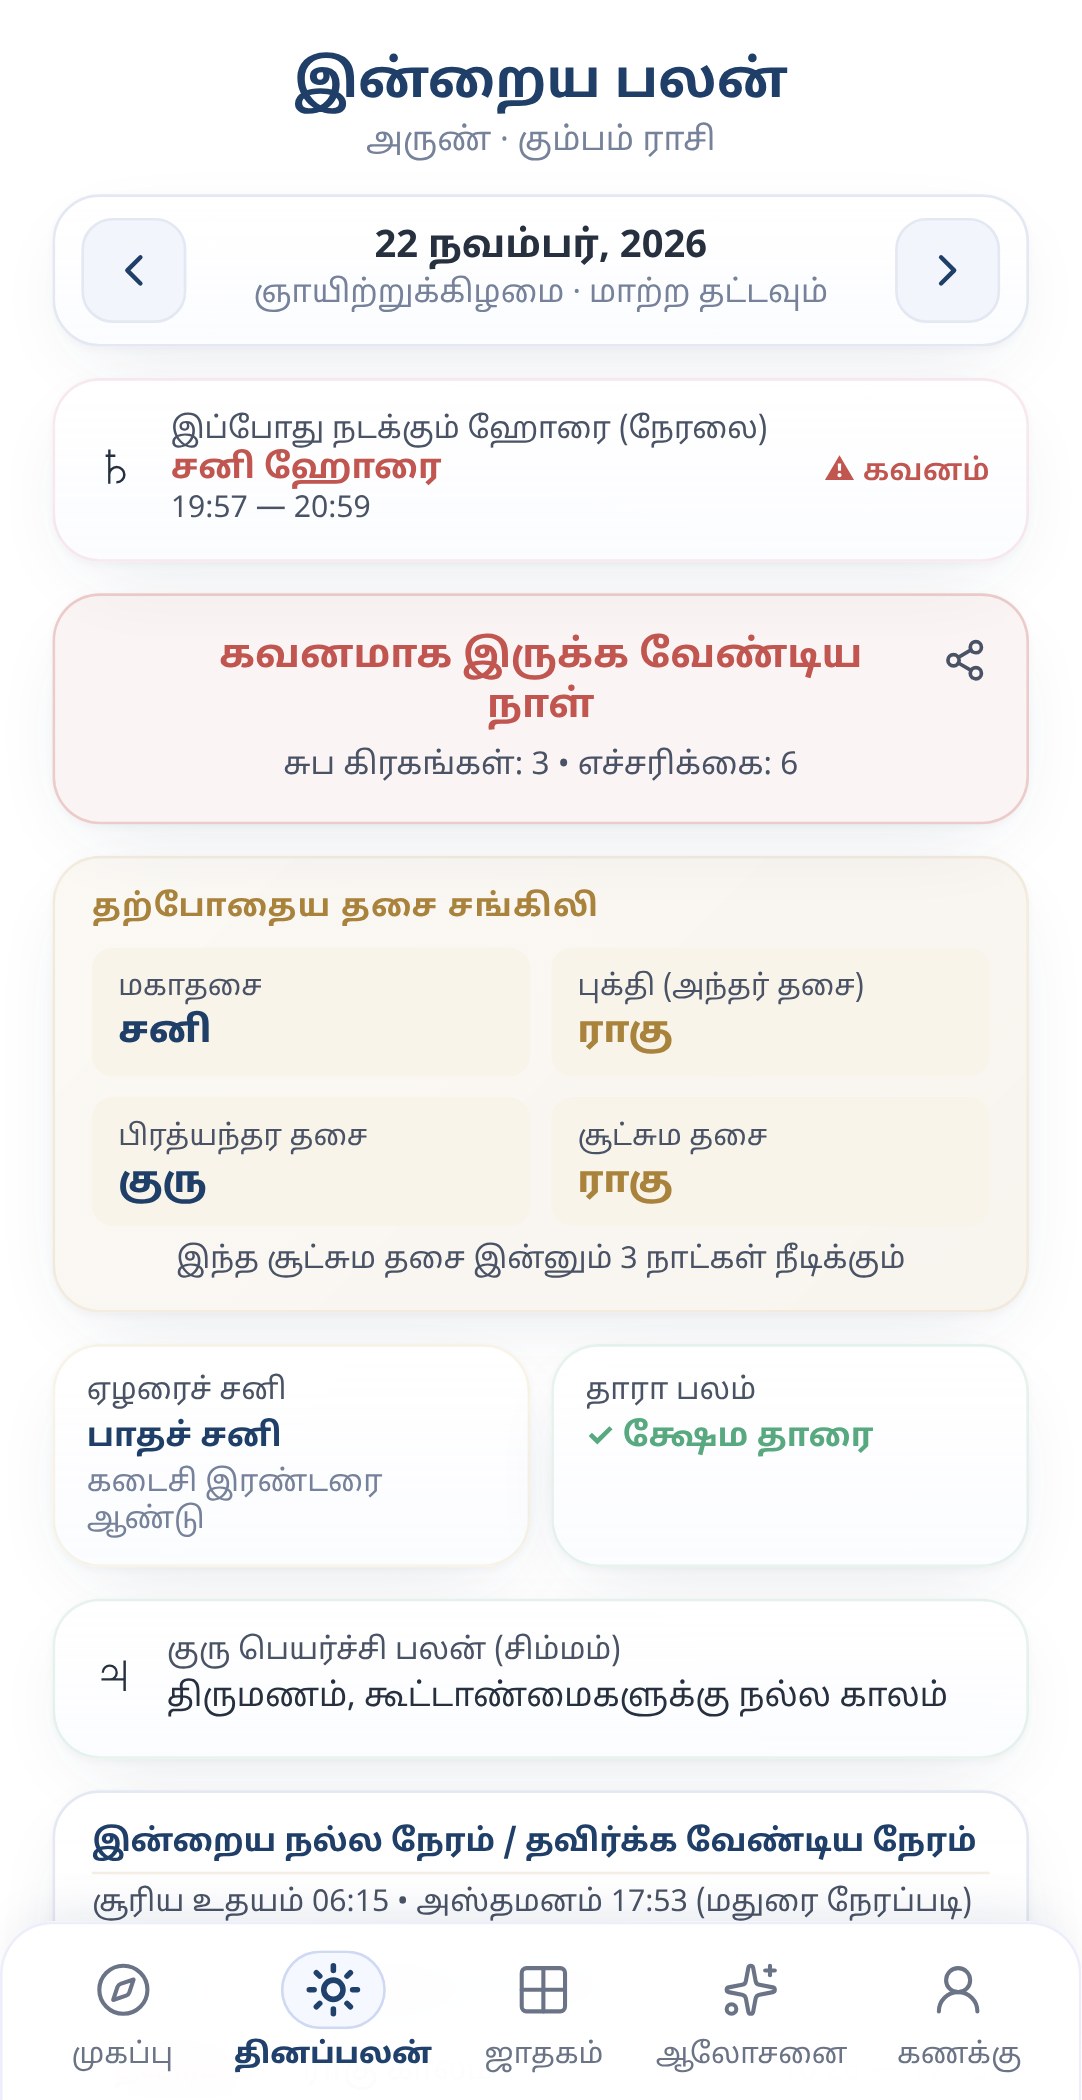 இன்றைய பலன்
அருண் · கும்பம் ராசி
22 நவம்பர், 2026
ஞாயிற்றுக்கிழமை · மாற்ற தட்டவும்
இப்போது நடக்கும் ஹோரை (நேரலை)
சனி ஹோரை
கவனம்
19:57 — 20:59
கவனமாக இருக்க வேண்டிய
நாள்
சுப கிரகங்கள்: 3 • எச்சரிக்கை: 6
தற்போதைய தசை சங்கிலி
மகாதசை
சனி
புக்தி (அந்தர் தசை)
ராகு
பிரத்யந்தர தசை
குரு
சூட்சும தசை
ராகு
இந்த சூட்சும தசை இன்னும் 3 நாட்கள் நீடிக்கும்
ஏழரைச் சனி
பாதச் சனி
கடைசி இரண்டரை
ஆண்டு
தாரா பலம்
✓ க்ஷேம தாரை
குரு பெயர்ச்சி பலன் (சிம்மம்)
திருமணம், கூட்டாண்மைகளுக்கு நல்ல காலம்
இன்றைய நல்ல நேரம் / தவிர்க்க வேண்டிய நேரம்
சூரிய உதயம் 06:15 • அஸ்தமனம் 17:53 (மதுரை நேரப்படி)
முகப்பு
தினப்பலன்
ஜாதகம்
ஆலோசனை
கணக்கு